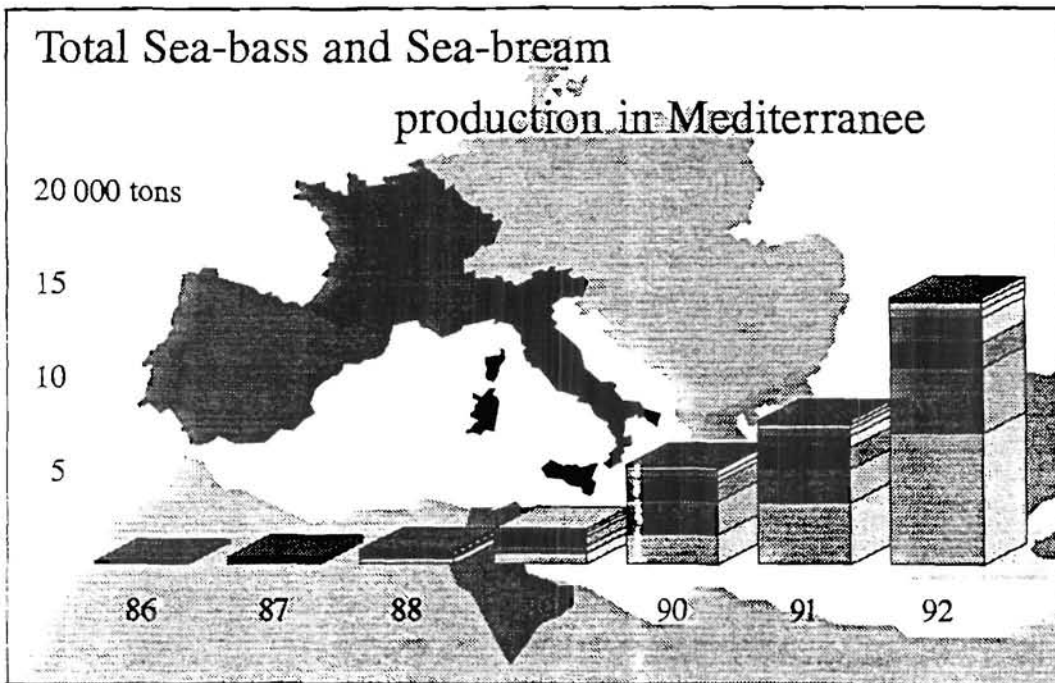 Total Sea-bass and Sea-bream
production in Mediterranee
20 000 tons
15
10
5
86 87 88 90 91 92